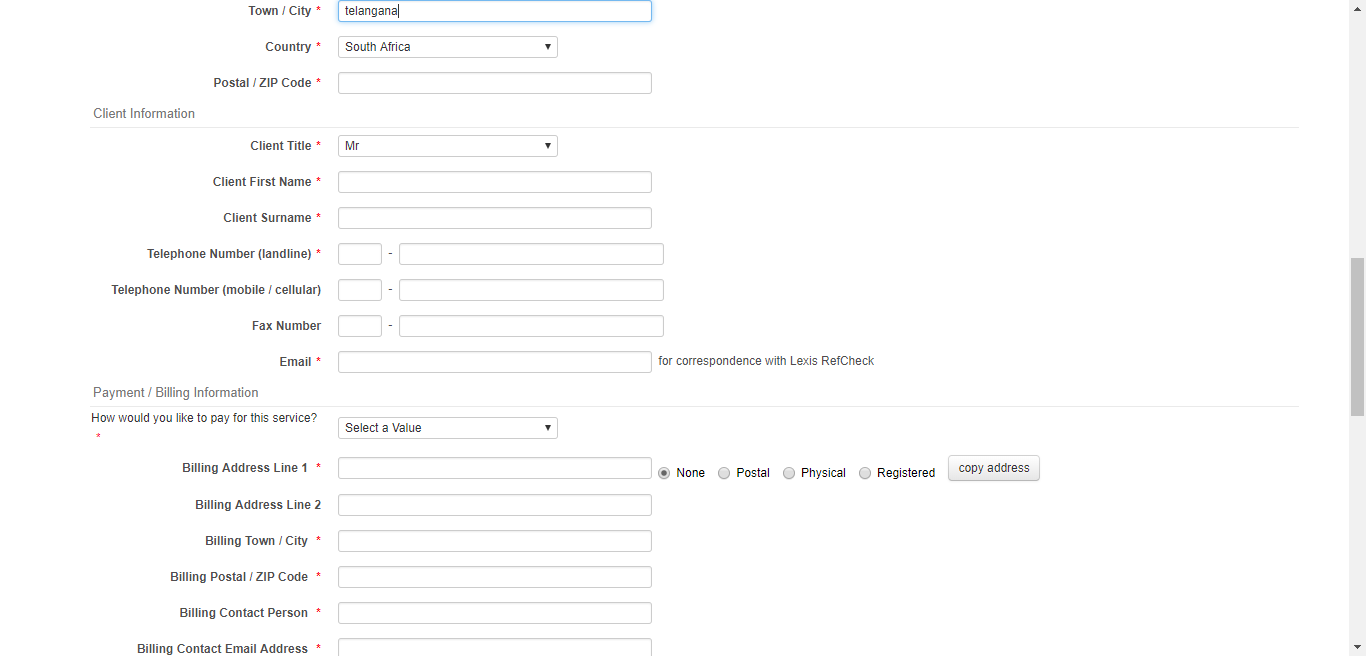 Town / City * telangana
Country * South Africa
Postal / ZIP Code *
Client Information
Client Title * Mr
Client First Name *
Client Surname *
Telephone Number (landline) * -
Telephone Number (mobile / cellular) -
Fax Number -
Email * for correspondence with Lexis RefCheck
Payment / Billing Information
How would you like to pay for this service? Select a Value
*
Billing Address Line 1 * None Postal Physical Registered copy address
Billing Address Line 2
Billing Town / City *
Billing Postal / ZIP Code *
Billing Contact Person *
Billing Contact Email Address *